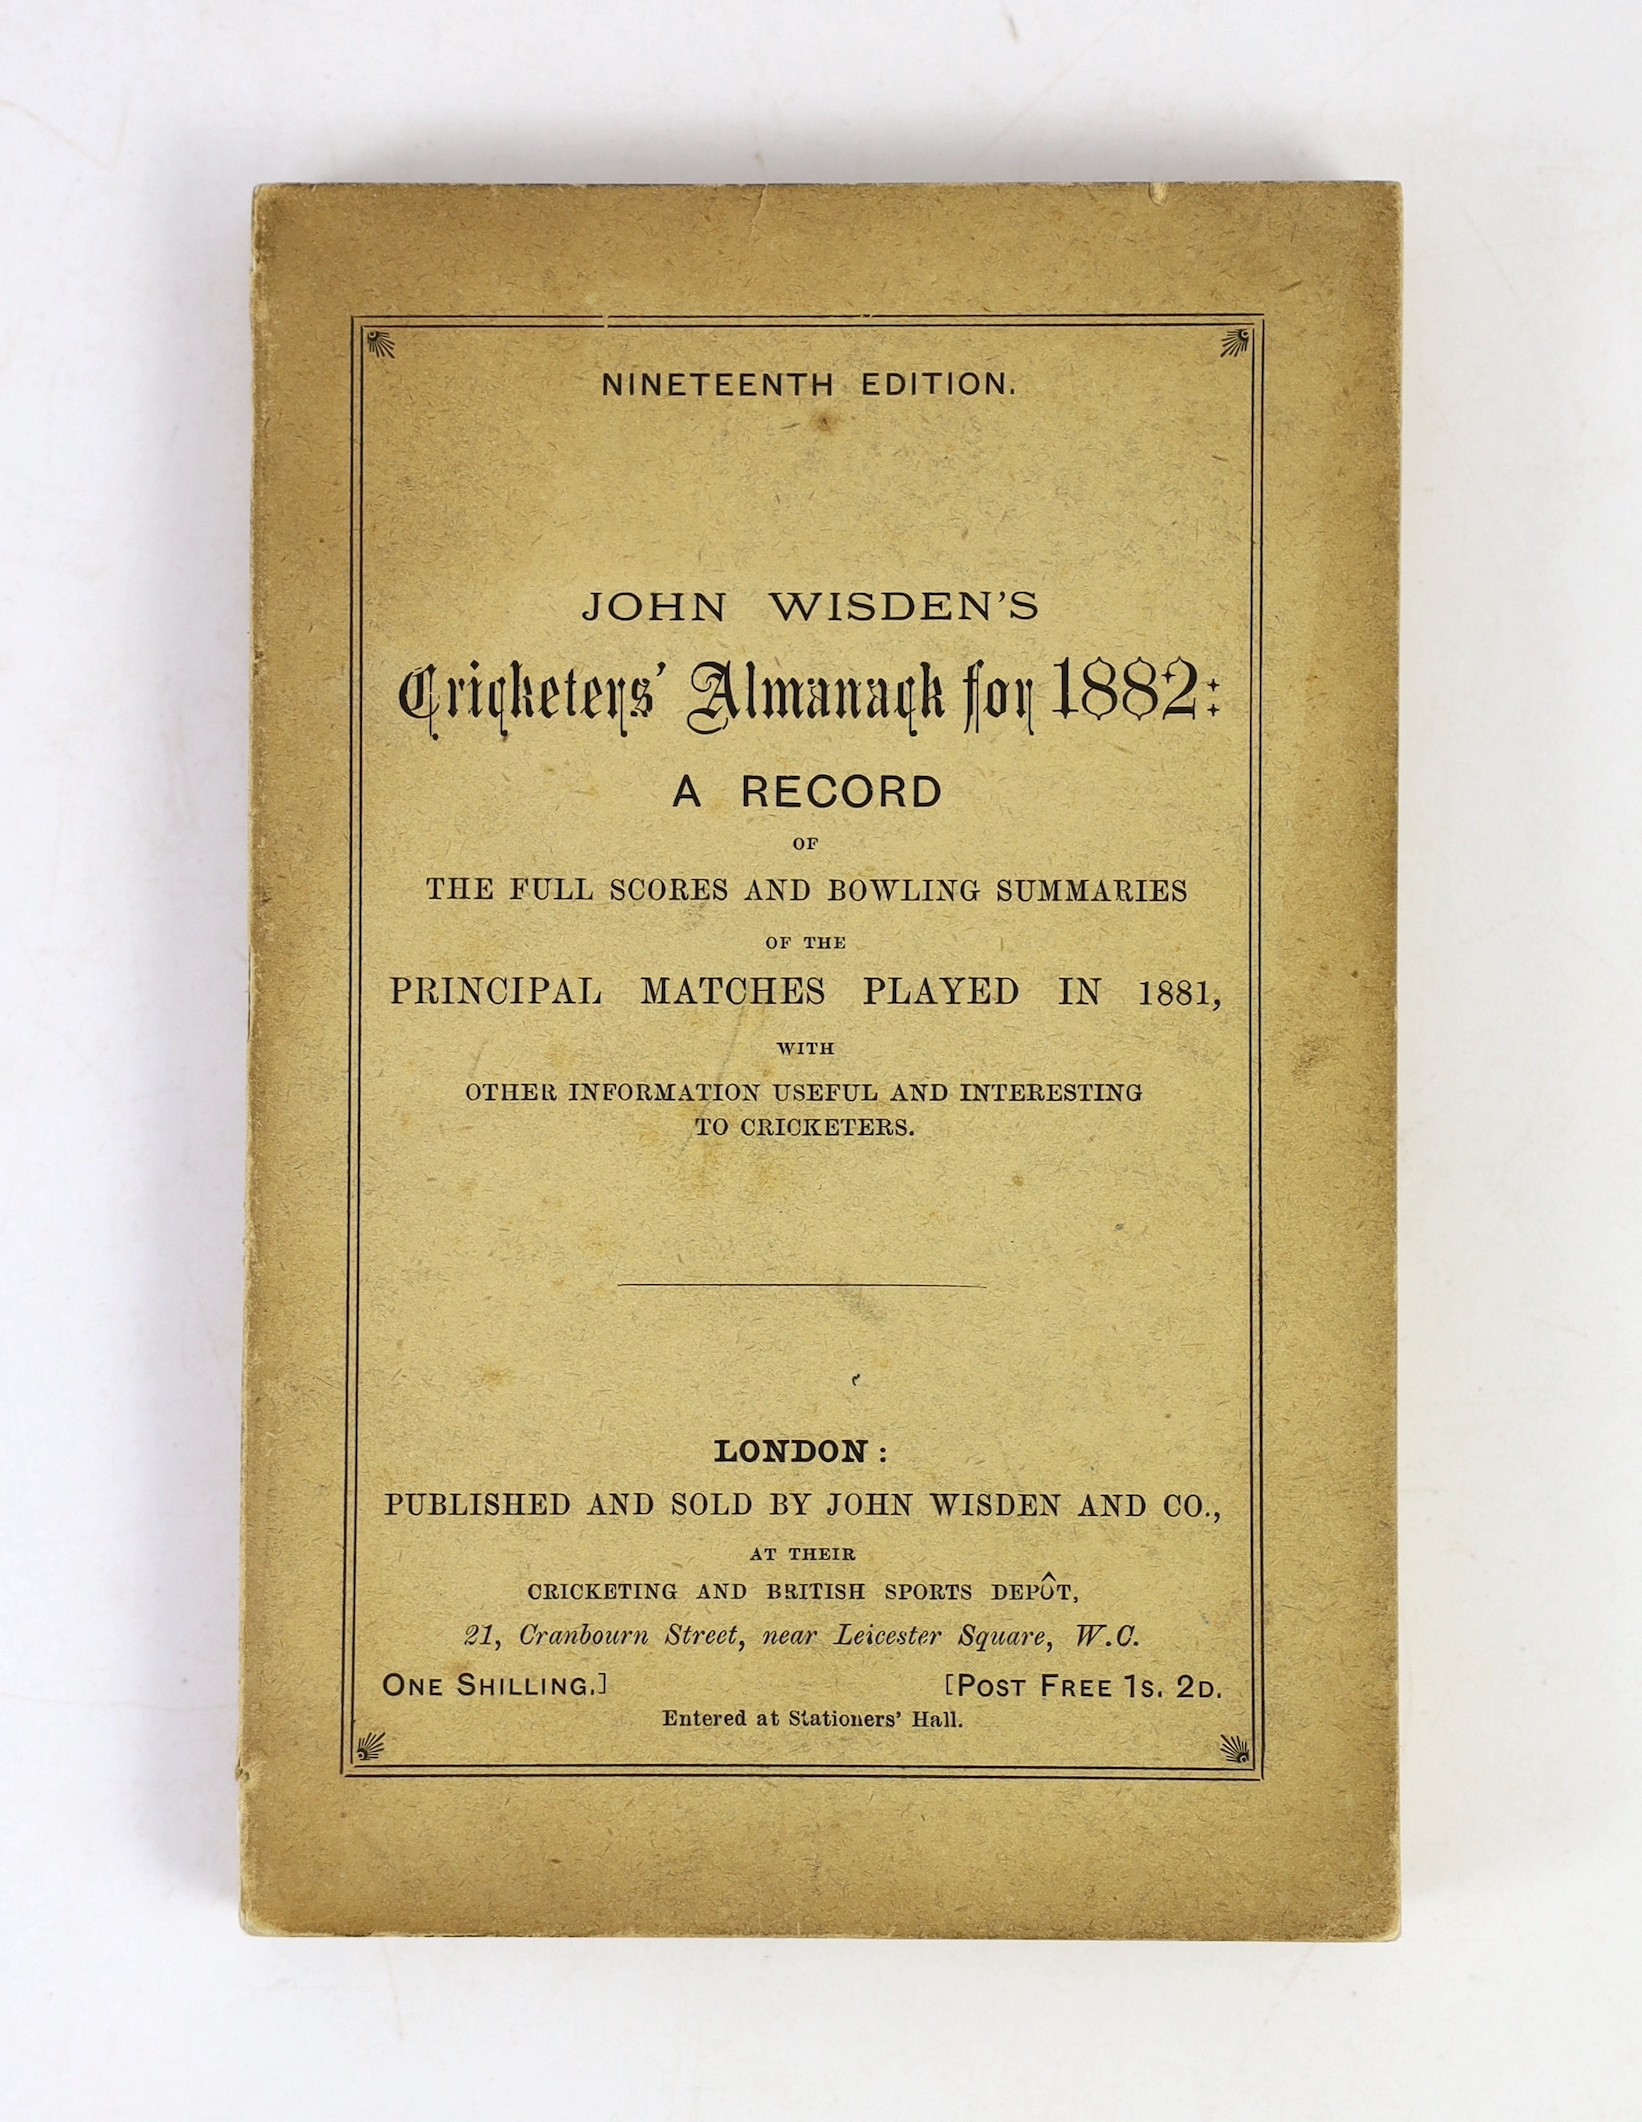 NINETEENTH EDITION.
JOHN WISDEN'S
Cricketers' Almanack for 1882:
A RECORD
OF
THE FULL SCORES AND BOWLING SUMMARIES
OF THE
PRINCIPAL MATCHES PLAYED IN 1881,
WITH
OTHER INFORMATION USEFUL AND INTERESTING
TO CRICKETERS.
LONDON:
PUBLISHED AND SOLD BY JOHN WISDEN AND CO.,
AT THEIR
CRICKETING AND BRITISH SPORTS DEPÔT,
21, Cranbourn Street, near Leicester Square, W.C.
ONE SHILLING.] [POST FREE 1S. 2D.
Entered at Stationers' Hall.